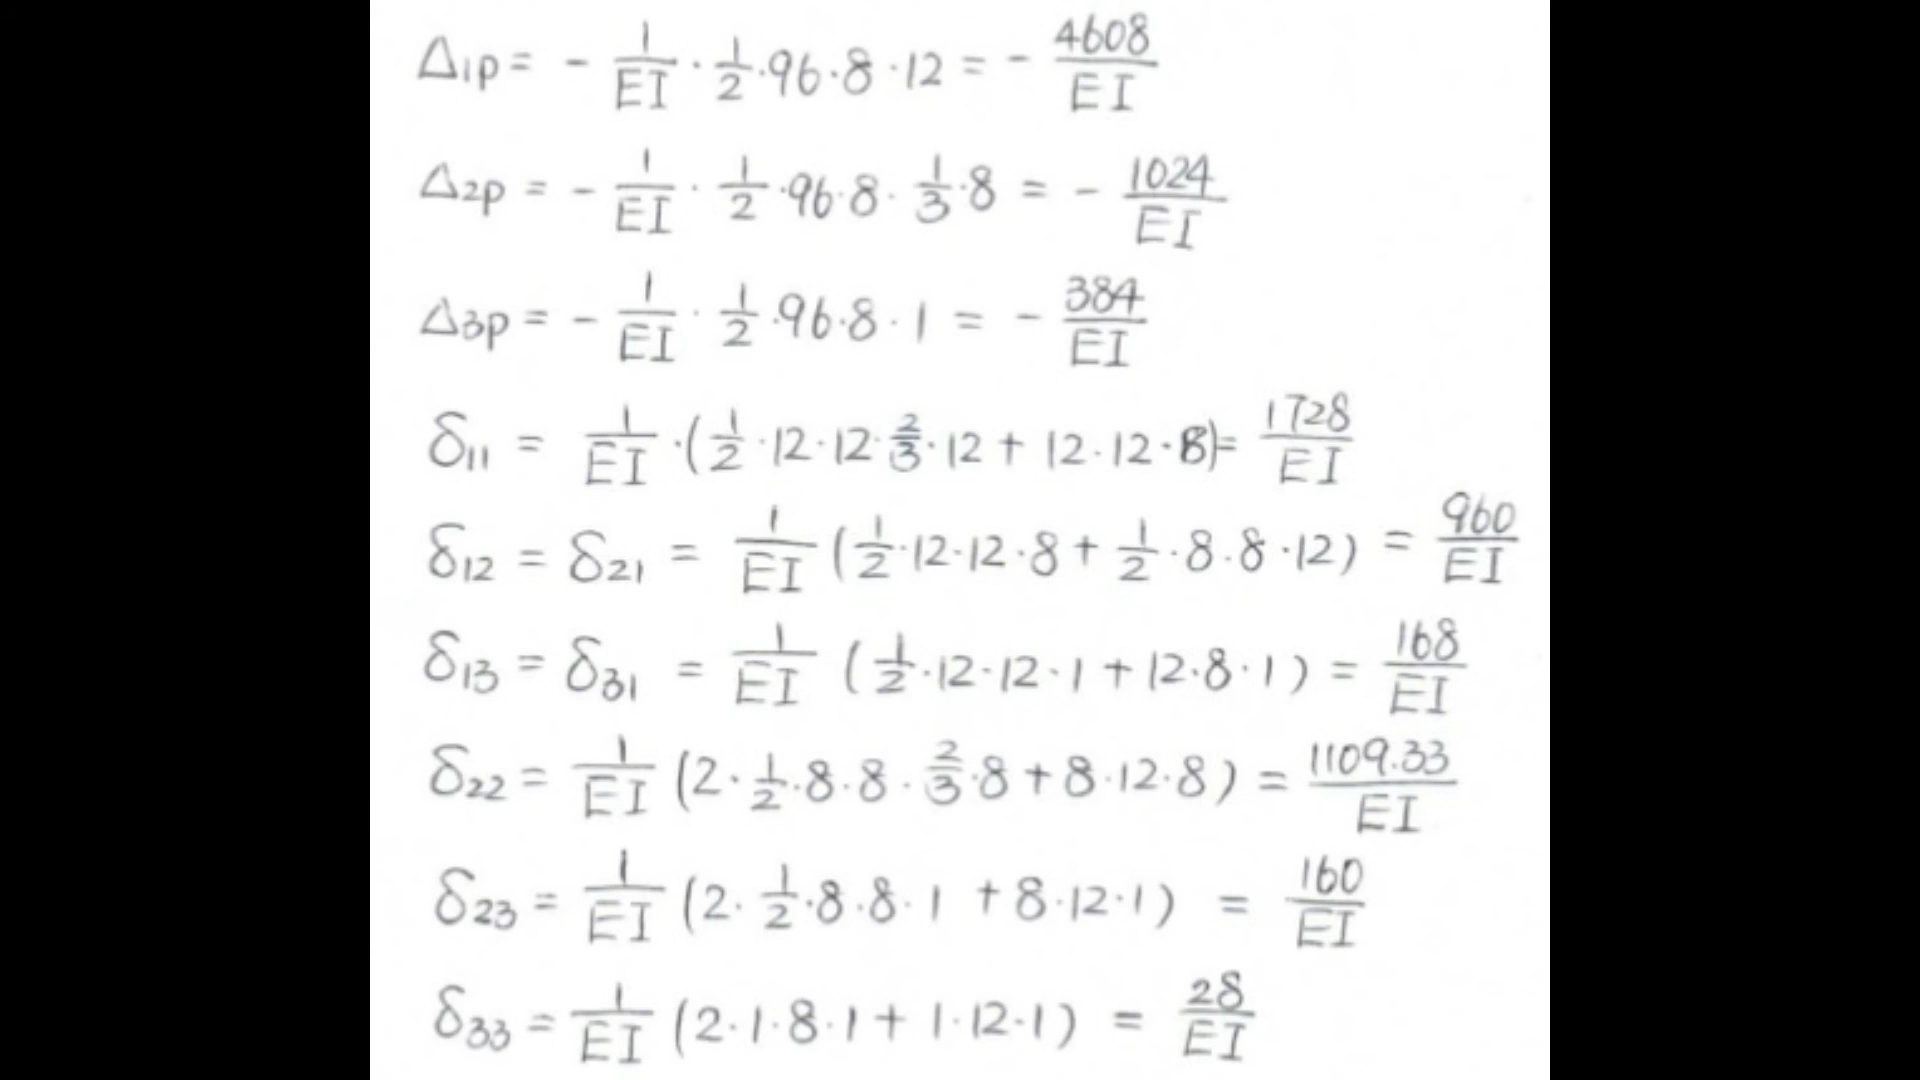 Δ₁p = - 1/EI · 1/2 · 96 · 8 · 12 = - 4608/EI
Δ₂p = - 1/EI · 1/2 · 96 · 8 · 1/3 · 8 = - 1024/EI
Δ₃p = - 1/EI · 1/2 · 96 · 8 · 1 = - 384/EI
δ₁₁ = 1/EI · (1/2 · 12 · 12 · 2/3 · 12 + 12 · 12 · 8) = 1728/EI
δ₁₂ = δ₂₁ = 1/EI (1/2 · 12 · 12 · 8 + 1/2 · 8 · 8 · 12) = 960/EI
δ₁₃ = δ₃₁ = 1/EI (1/2 · 12 · 12 · 1 + 12 · 8 · 1) = 168/EI
δ₂₂ = 1/EI (2 · 1/2 · 8 · 8 · 2/3 · 8 + 8 · 12 · 8) = 1109.33/EI
δ₂₃ = 1/EI (2 · 1/2 · 8 · 8 · 1 + 8 · 12 · 1) = 160/EI
δ₃₃ = 1/EI (2 · 1 · 8 · 1 + 1 · 12 · 1) = 28/EI